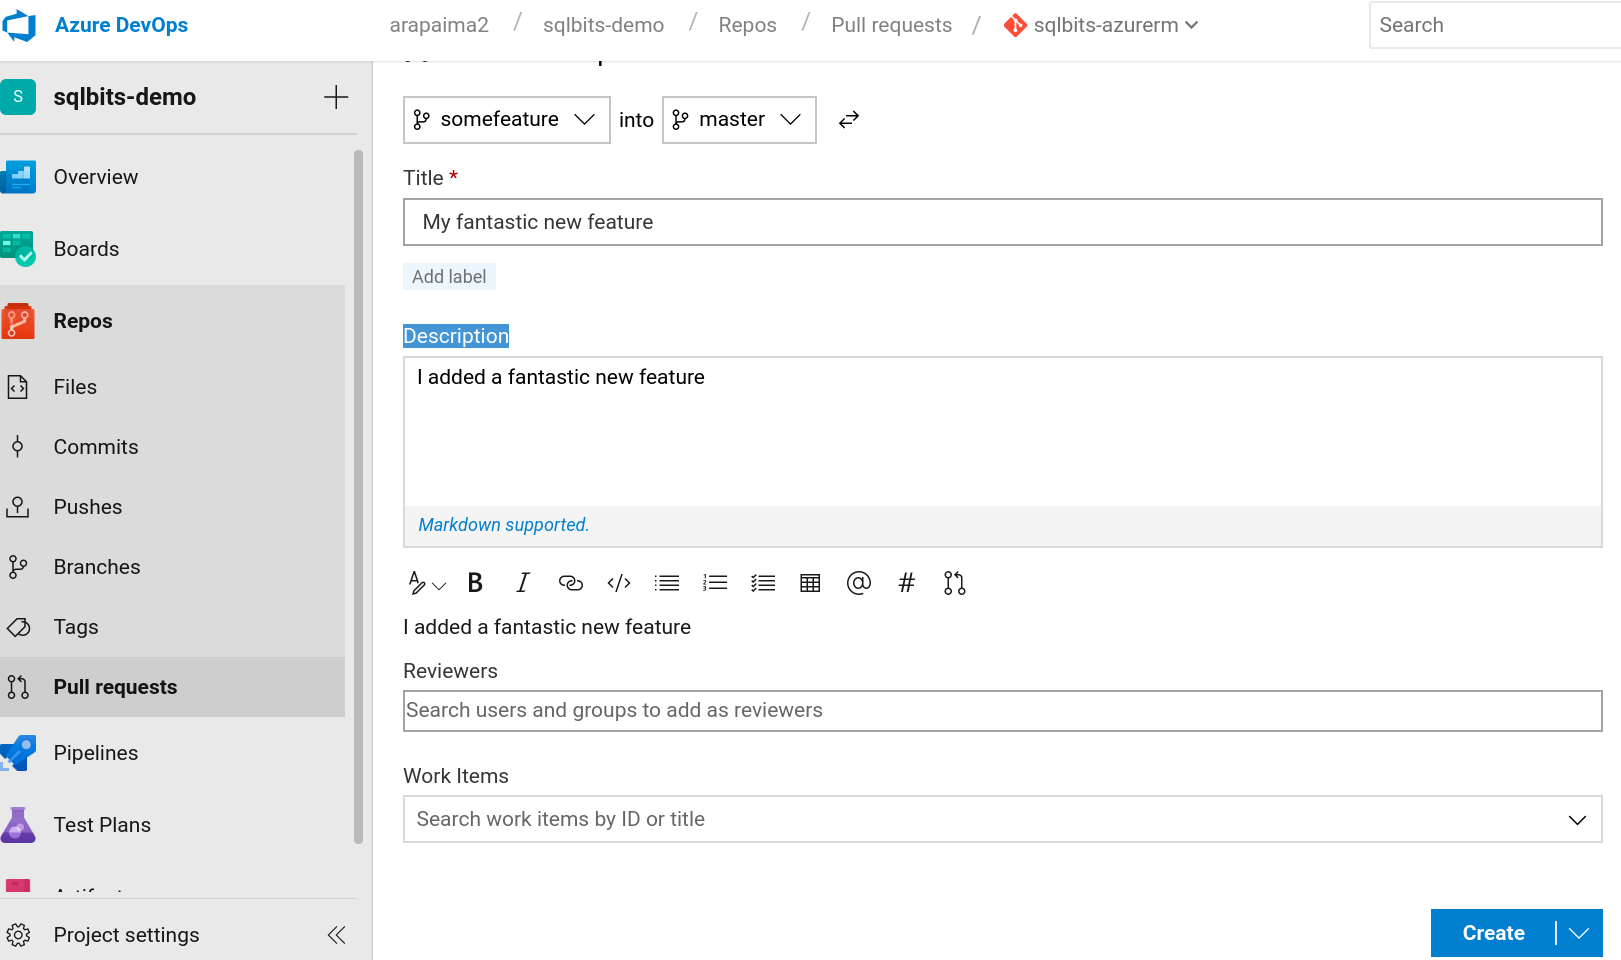 Azure DevOps
arapaima2 / sqlbits-demo / Repos / Pull requests / sqlbits-azurerm
Search
S sqlbits-demo
Overview
Boards
Repos
Files
Commits
Pushes
Branches
Tags
Pull requests
Pipelines
Test Plans
Project settings
somefeature into master
Title *
My fantastic new feature
Add label
Description
I added a fantastic new feature
Markdown supported.
B I </> @ #
I added a fantastic new feature
Reviewers
Search users and groups to add as reviewers
Work Items
Search work items by ID or title
Create